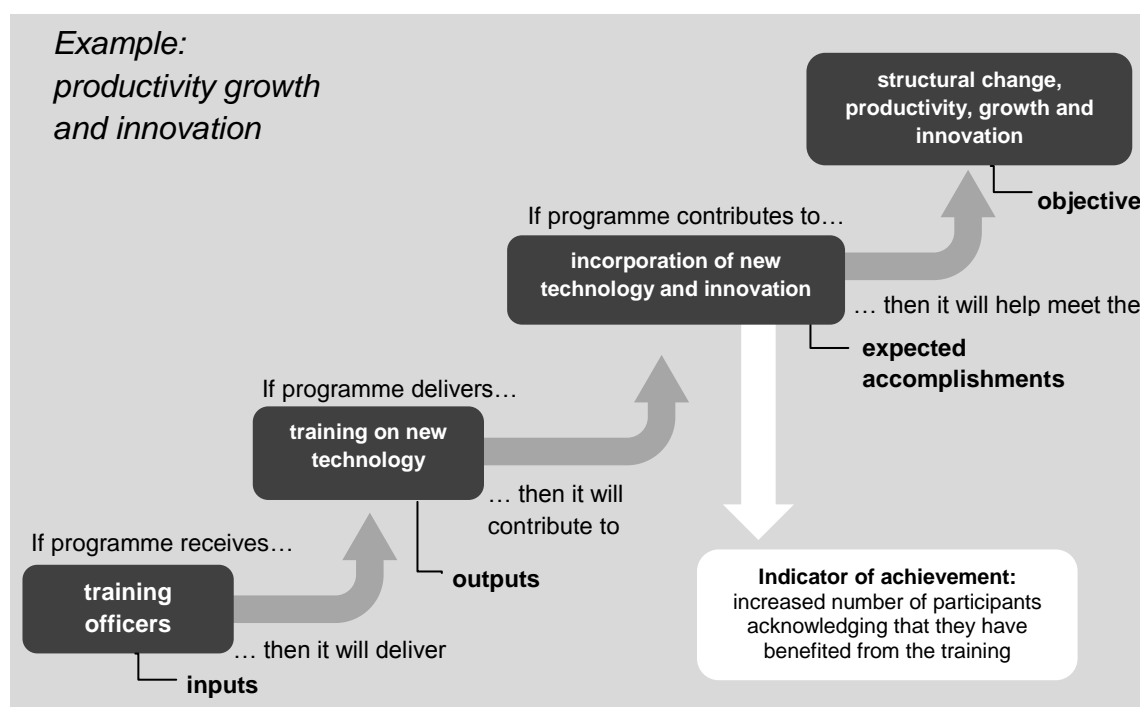 Example:
productivity growth
and innovation
structural change,
productivity, growth and
innovation
objective
If programme contributes to…
incorporation of new
technology and innovation
… then it will help meet the
expected
accomplishments
If programme delivers…
training on new
technology
… then it will
contribute to
outputs
If programme receives…
training
officers
… then it will deliver
inputs
Indicator of achievement:
increased number of participants
acknowledging that they have
benefited from the training